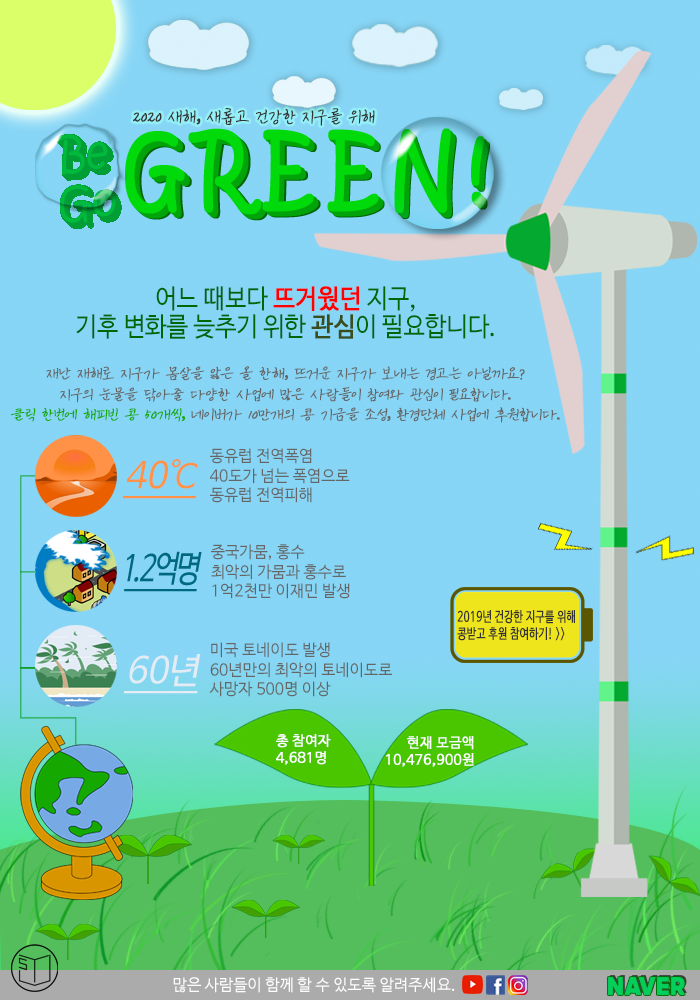 2020 새해, 새롭고 건강한 지구를 위해
Be
Go
GREEN!
어느 때보다 뜨거웠던 지구,
기후 변화를 늦추기 위한 관심이 필요합니다.
재난 재해로 지구가 몸살을 앓은 올 한해, 뜨거운 지구가 보내는 경고는 아닐까요?
지구의 눈물을 닦아줄 다양한 사업에 많은 사람들이 참여와 관심이 필요합니다.
클릭 한번에 해피빈 콩 50개씩, 네이버가 10만개의 콩 기금을 조성, 환경단체 사업에 후원합니다.
40℃
동유럽 전역폭염
40도가 넘는 폭염으로
동유럽 전역피해
1.2억명
중국가뭄, 홍수
최악의 가뭄과 홍수로
1억2천만 이재민 발생
60년
미국 토네이도 발생
60년만의 최악의 토네이도로
사망자 500명 이상
2019년 건강한 지구를 위해
콩받고 후원 참여하기! 》
총 참여자
4,681명
현재 모금액
10,476,900원
많은 사람들이 함께 할 수 있도록 알려주세요.
NAVER